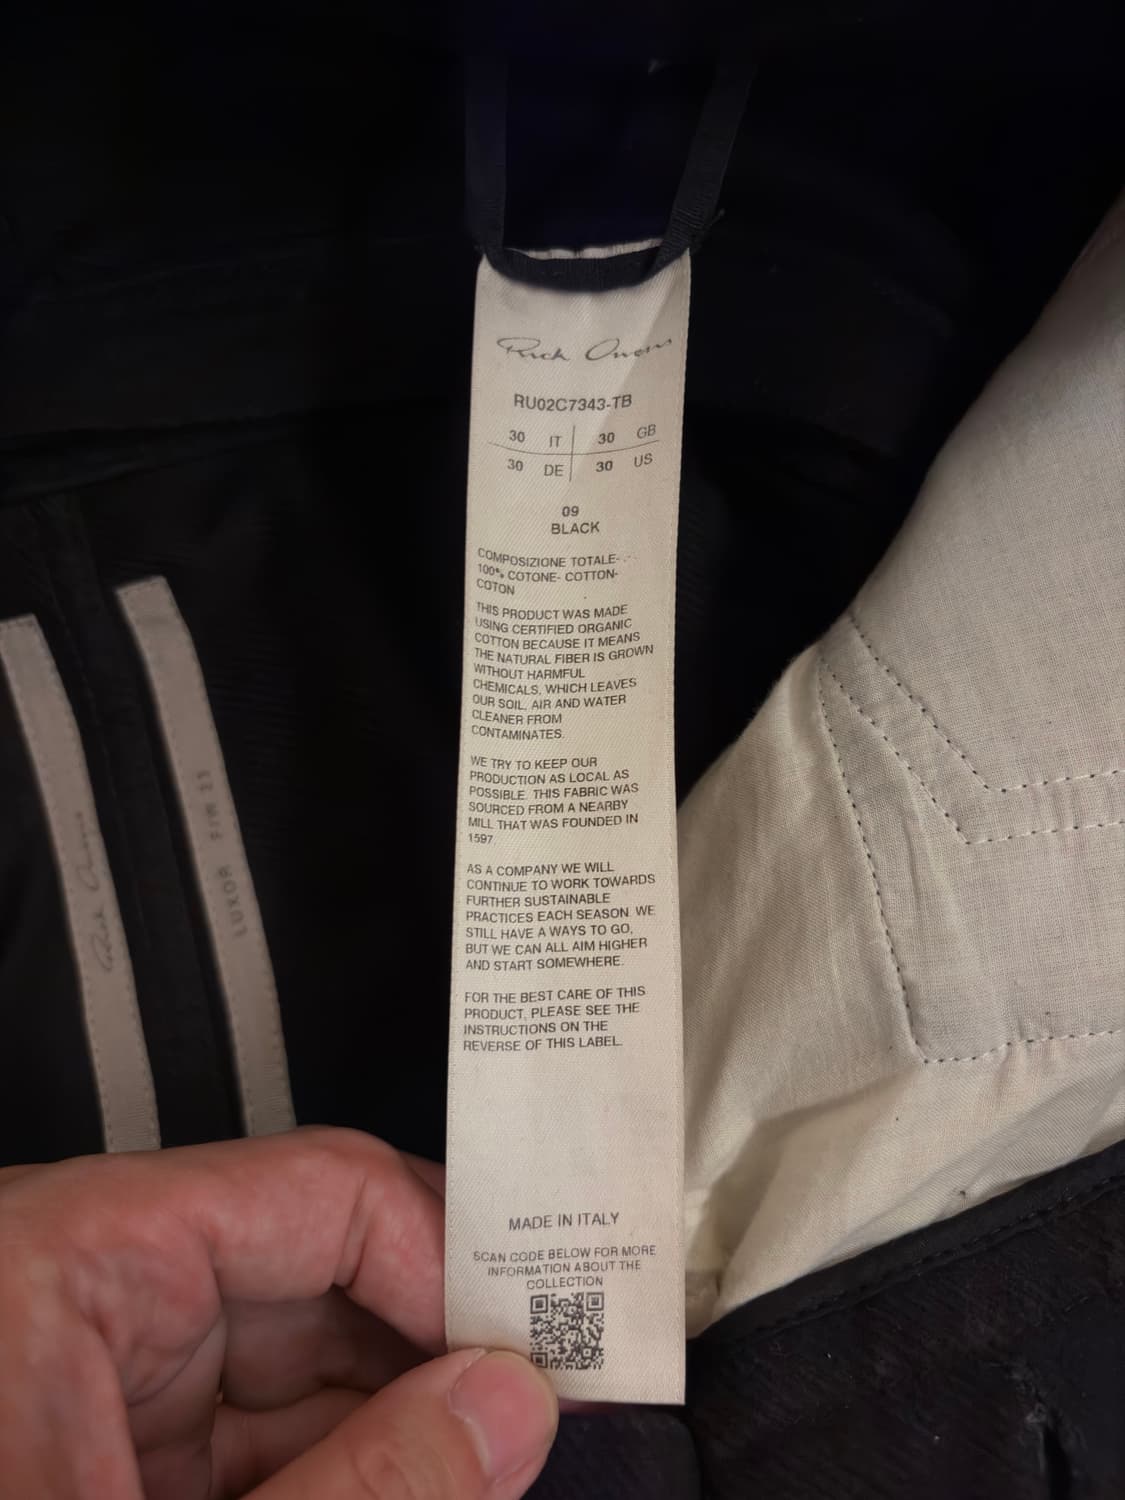 Rick Owens
RU02C7343-TB
30 IT 30 GB
30 DE 30 US
09
BLACK
COMPOSIZIONE TOTALE-
100% COTONE- COTTON-
COTON
THIS PRODUCT WAS MADE
USING CERTIFIED ORGANIC
COTTON BECAUSE IT MEANS
THE NATURAL FIBER IS GROWN
WITHOUT HARMFUL
CHEMICALS, WHICH LEAVES
OUR SOIL, AIR AND WATER
CLEANER FROM
CONTAMINATES.
WE TRY TO KEEP OUR
PRODUCTION AS LOCAL AS
POSSIBLE. THIS FABRIC WAS
SOURCED FROM A NEARBY
MILL THAT WAS FOUNDED IN
1597
AS A COMPANY WE WILL
CONTINUE TO WORK TOWARDS
FURTHER SUSTAINABLE
PRACTICES EACH SEASON. WE
STILL HAVE A WAYS TO GO,
BUT WE CAN ALL AIM HIGHER
AND START SOMEWHERE.
FOR THE BEST CARE OF THIS
PRODUCT, PLEASE SEE THE
INSTRUCTIONS ON THE
REVERSE OF THIS LABEL.
MADE IN ITALY
SCAN CODE BELOW FOR MORE
INFORMATION ABOUT THE
COLLECTION
Rick Owens
LUXOR F/W 23